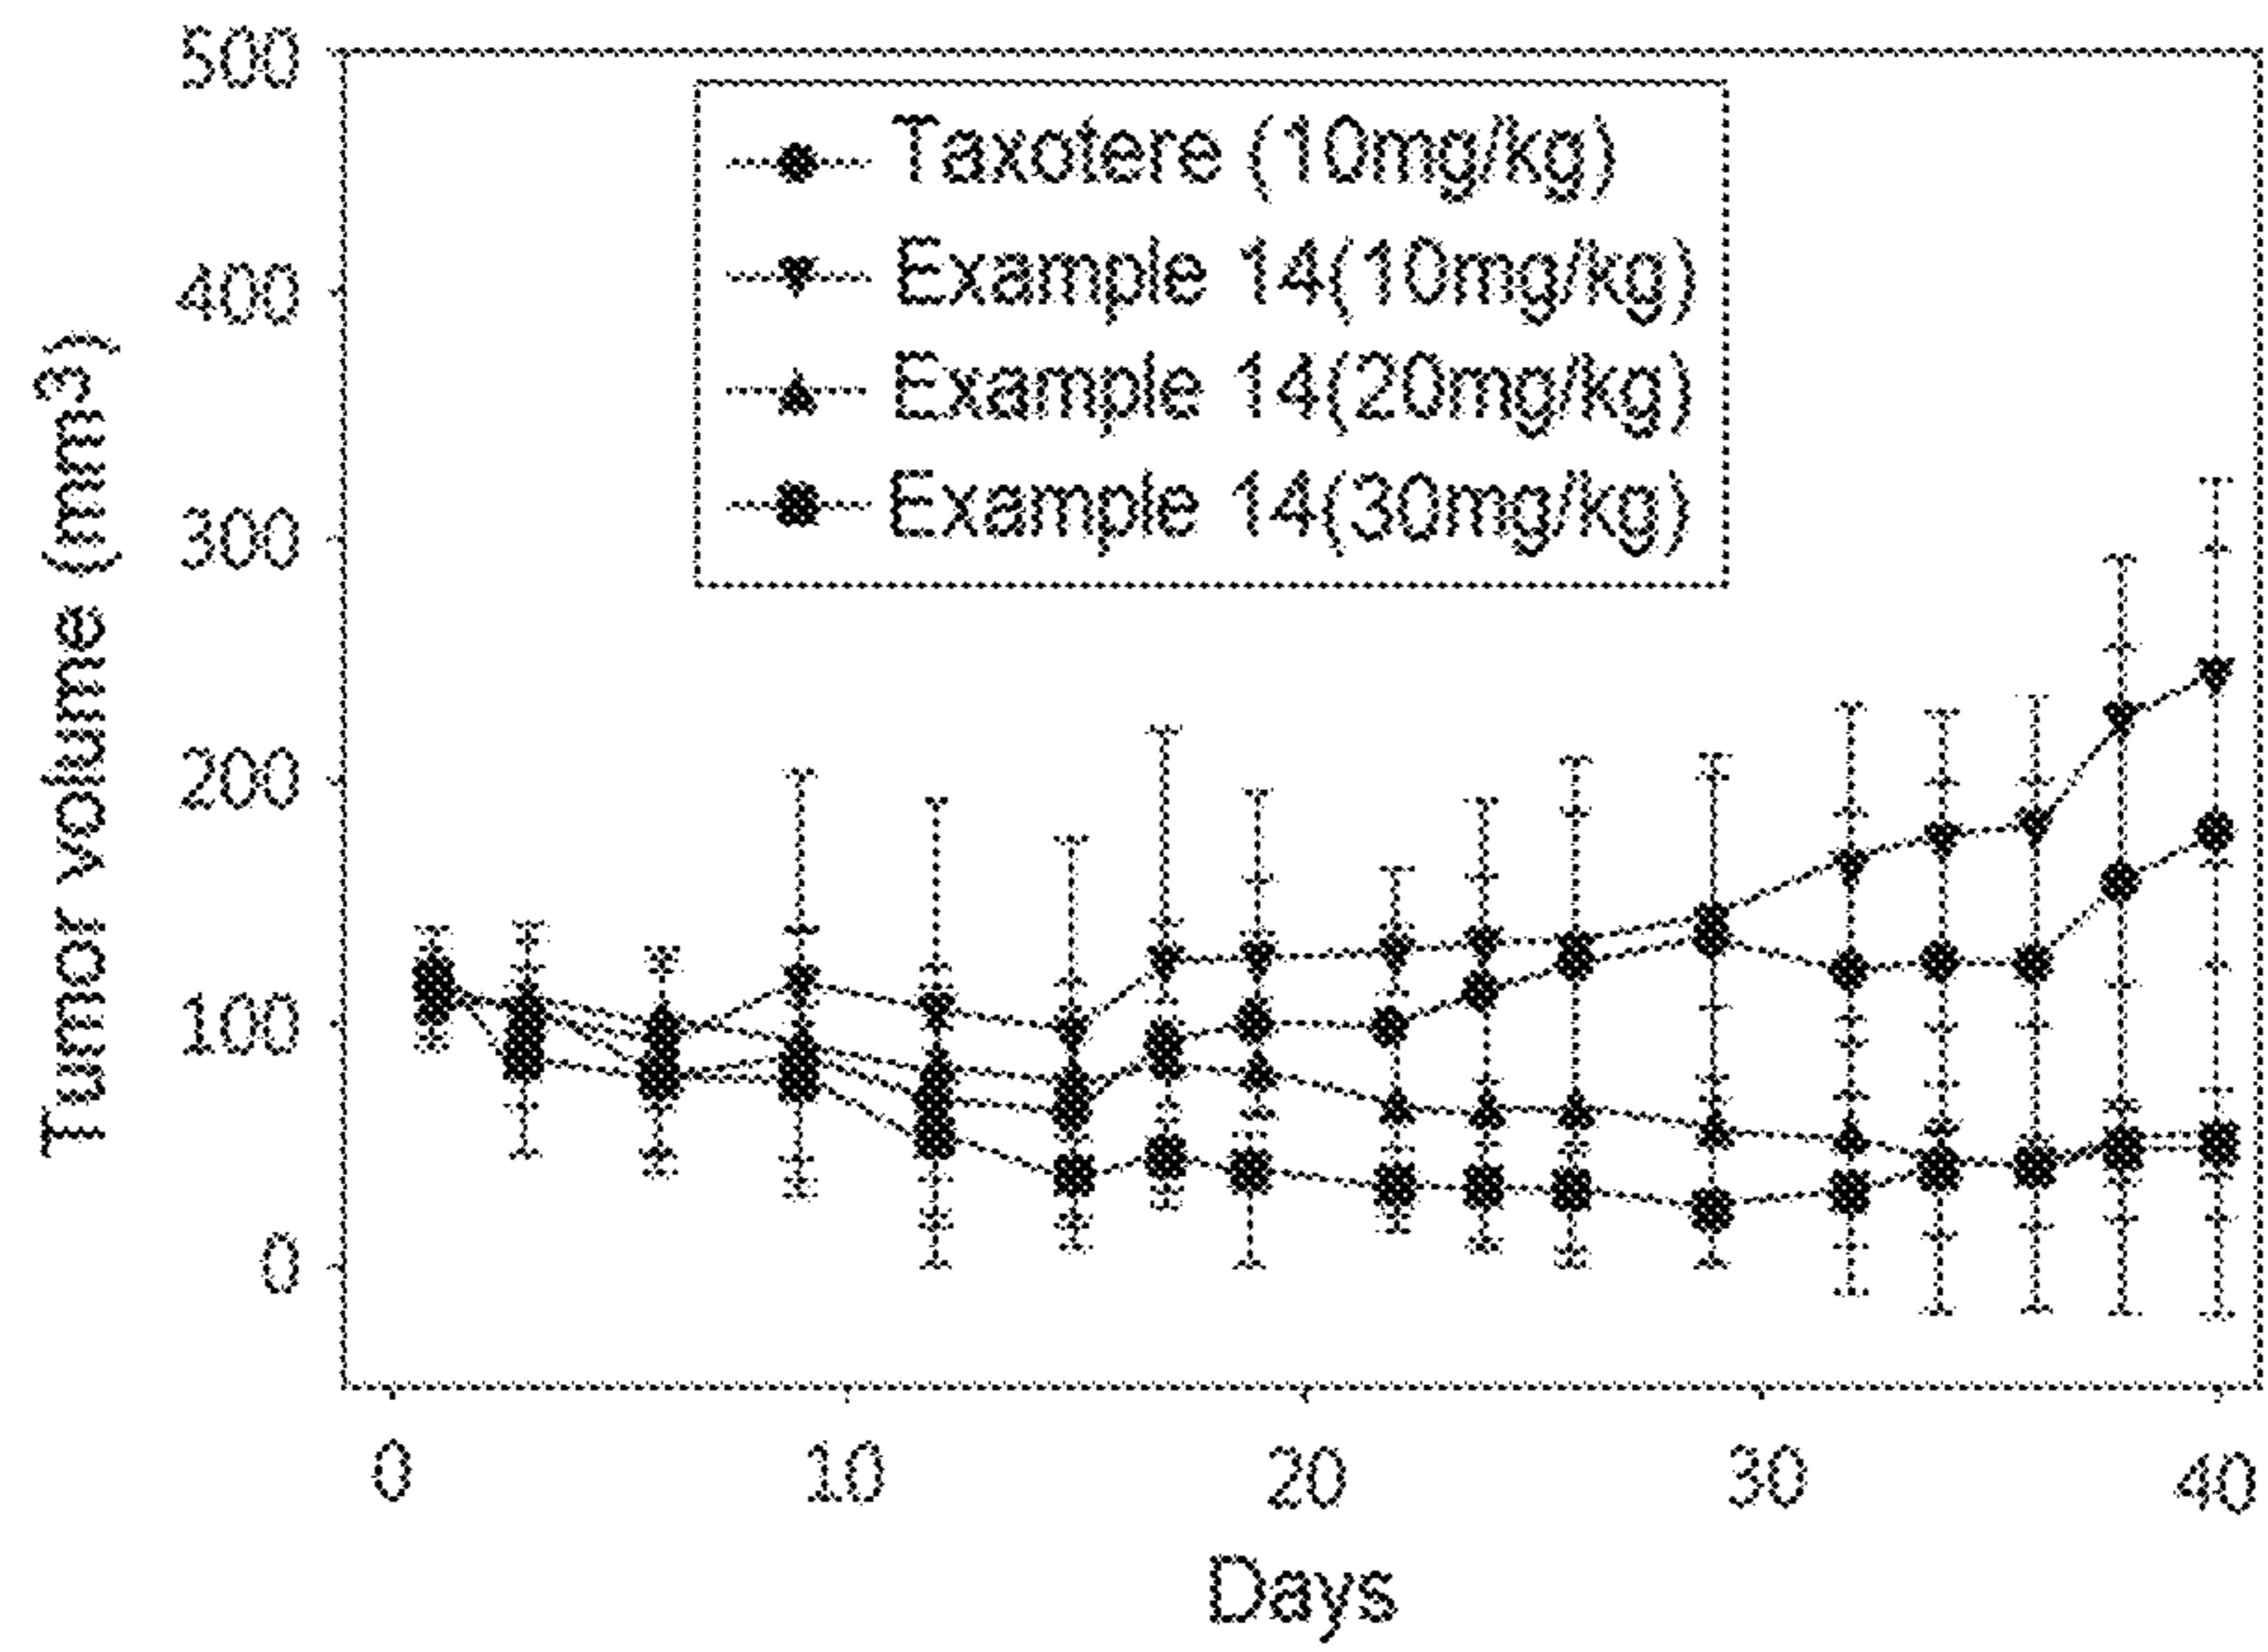 500
400
300
200
100
0
Tumor volume (mm³)
Taxotere (10mg/kg)
Example 14(10mg/kg)
Example 14(20mg/kg)
Example 14(30mg/kg)
0 10 20 30 40
Days